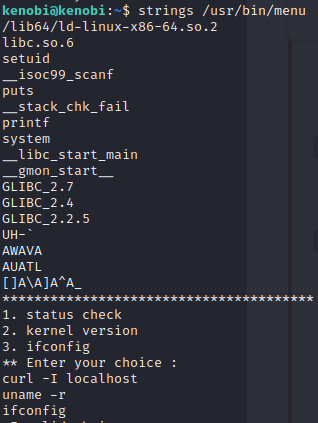 kenobi@kenobi:~$ strings /usr/bin/menu
/lib64/ld-linux-x86-64.so.2
libc.so.6
setuid
__isoc99_scanf
puts
__stack_chk_fail
printf
system
__libc_start_main
__gmon_start__
GLIBC_2.7
GLIBC_2.4
GLIBC_2.2.5
UH-`
AWAVA
AUATL
[]A\A]A^A_
***************************************
1. status check
2. kernel version
3. ifconfig
** Enter your choice :
curl -I localhost
uname -r
ifconfig